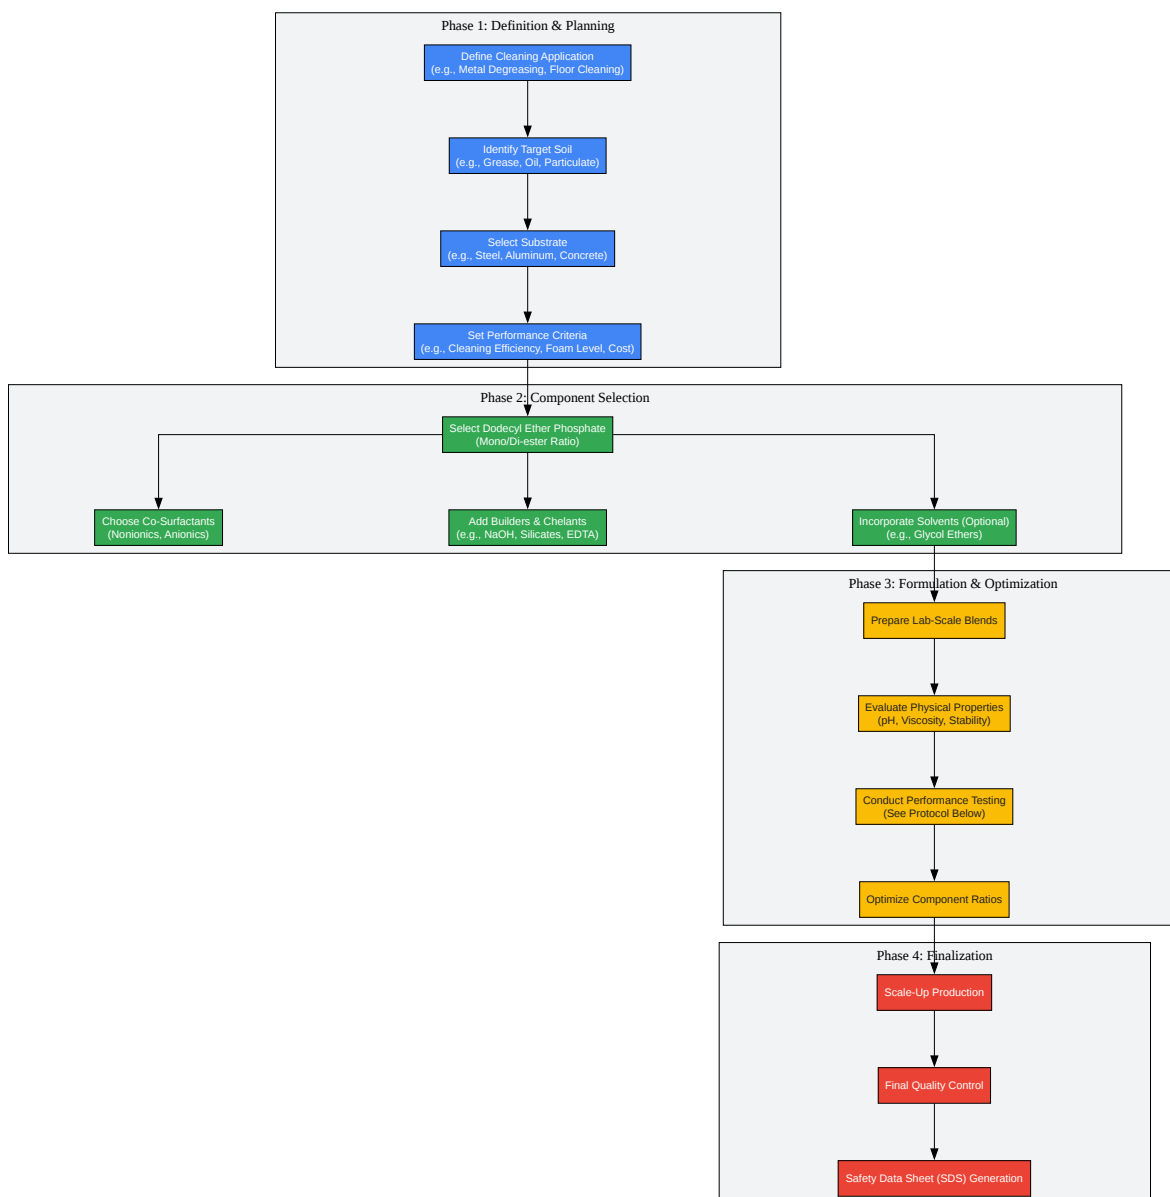 Phase 1: Definition & Planning
Define Cleaning Application
(e.g., Metal Degreasing, Floor Cleaning)
Identify Target Soil
(e.g., Grease, Oil, Particulate)
Select Substrate
(e.g., Steel, Aluminum, Concrete)
Set Performance Criteria
(e.g., Cleaning Efficiency, Foam Level, Cost)
Phase 2: Component Selection
Select Dodecyl Ether Phosphate
(Mono/Di-ester Ratio)
Choose Co-Surfactants
(Nonionics, Anionics)
Add Builders & Chelants
(e.g., NaOH, Silicates, EDTA)
Incorporate Solvents (Optional)
(e.g., Glycol Ethers)
Phase 3: Formulation & Optimization
Prepare Lab-Scale Blends
Evaluate Physical Properties
(pH, Viscosity, Stability)
Conduct Performance Testing
(See Protocol Below)
Optimize Component Ratios
Phase 4: Finalization
Scale-Up Production
Final Quality Control
Safety Data Sheet (SDS) Generation